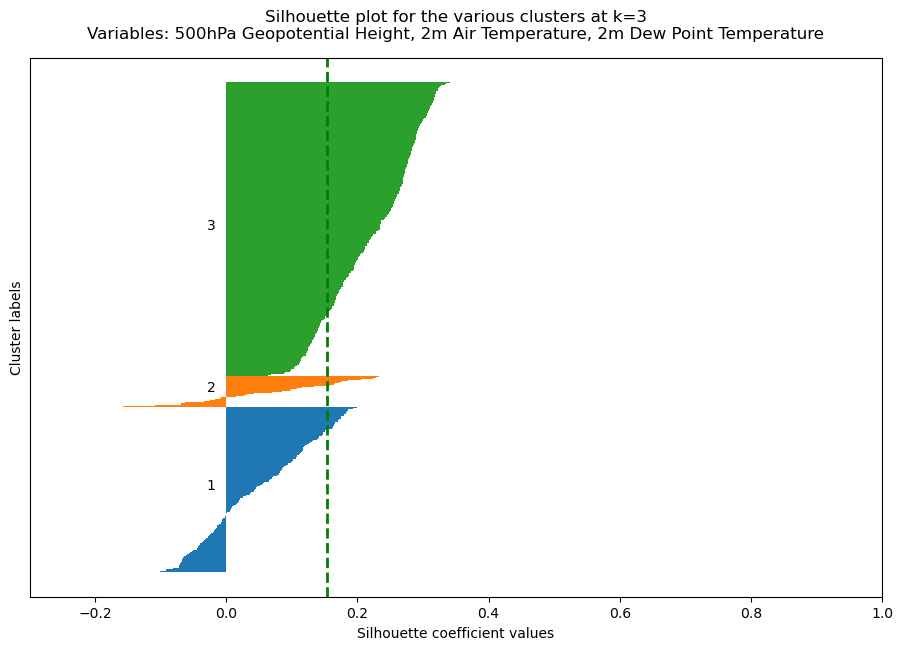 Silhouette plot for the various clusters at k=3
Variables: 500hPa Geopotential Height, 2m Air Temperature, 2m Dew Point Temperature
3
2
1
Cluster labels
−0.2 0.0 0.2 0.4 0.6 0.8 1.0
Silhouette coefficient values